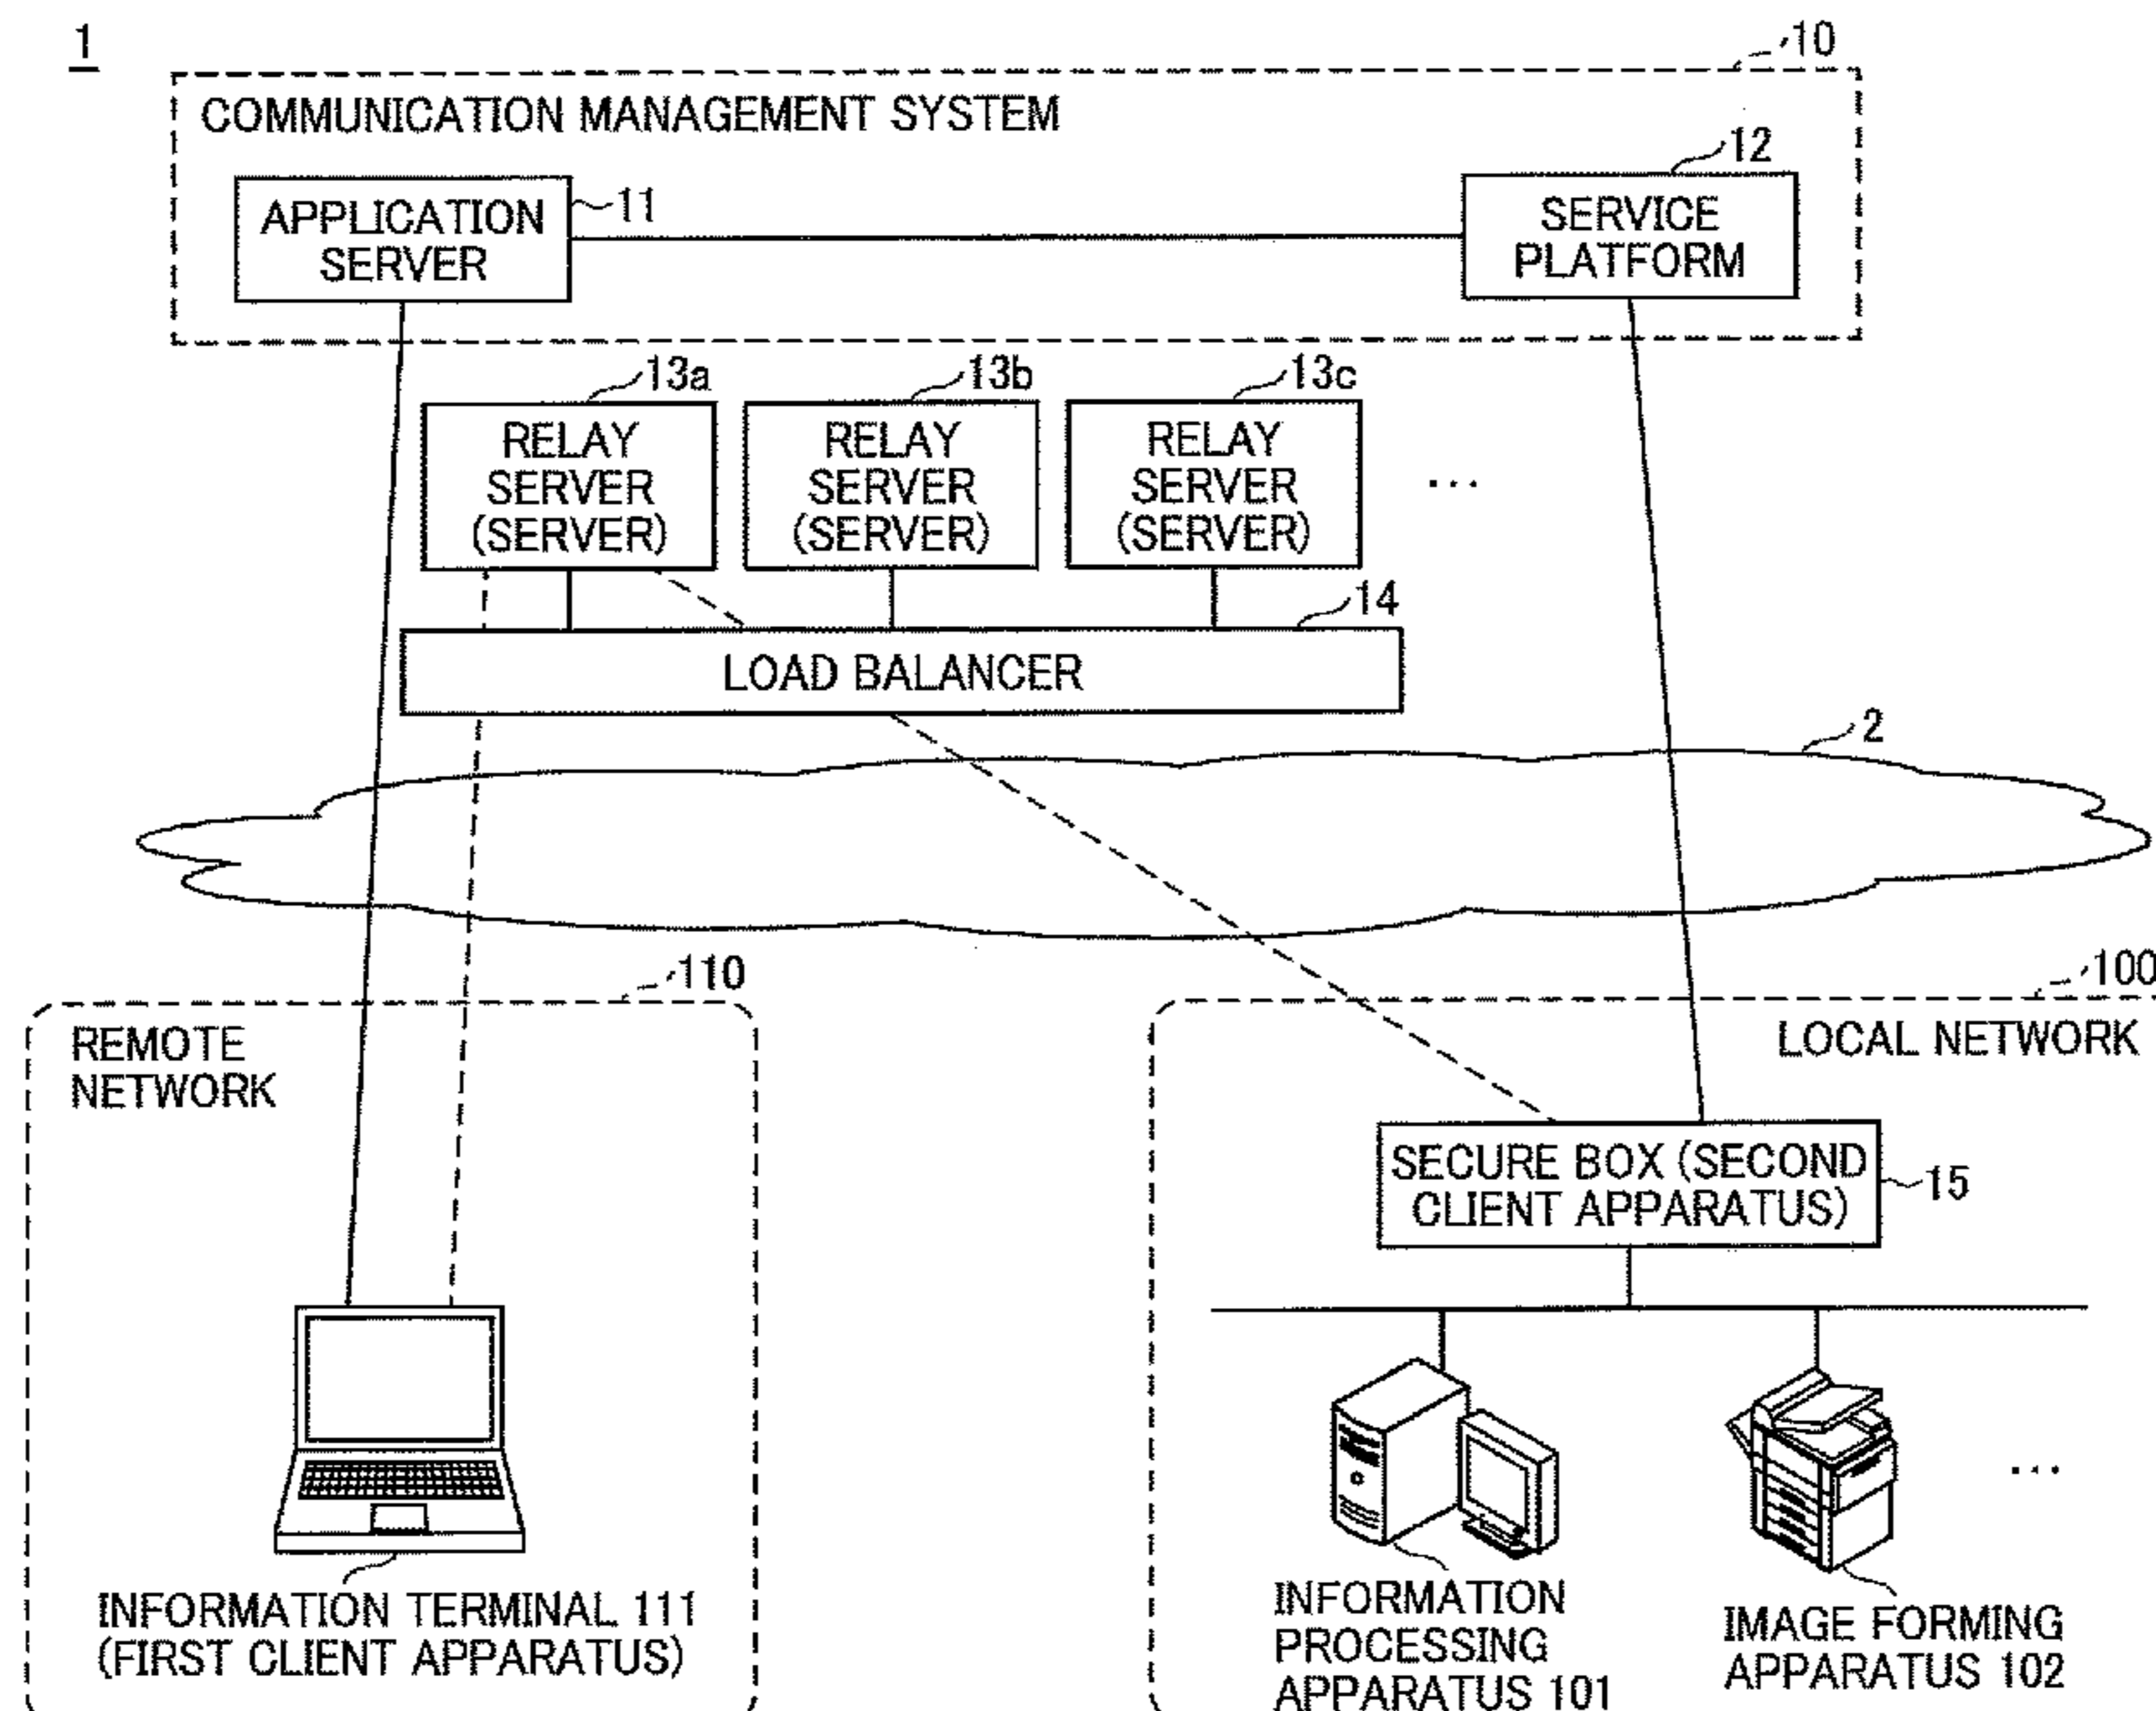 1
10
COMMUNICATION MANAGEMENT SYSTEM
12
APPLICATION
SERVER
11
SERVICE
PLATFORM
13a
13b
13c
RELAY
SERVER
(SERVER)
RELAY
SERVER
(SERVER)
RELAY
SERVER
(SERVER)
...
14
LOAD BALANCER
2
110
100
REMOTE
NETWORK
LOCAL NETWORK
SECURE BOX (SECOND
CLIENT APPARATUS)
15
...
INFORMATION TERMINAL 111
(FIRST CLIENT APPARATUS)
INFORMATION
PROCESSING
APPARATUS 101
IMAGE FORMING
APPARATUS 102